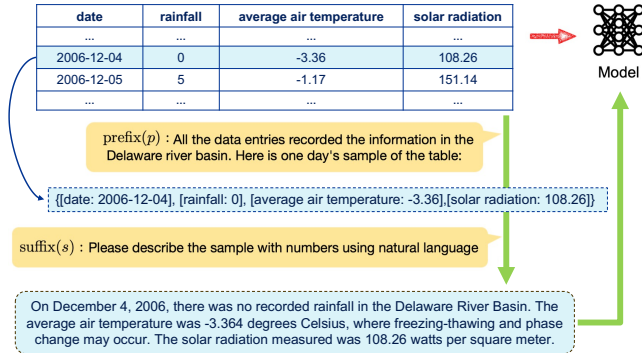 date rainfall average air temperature solar radiation
... ... ... ...
2006-12-04 0 -3.36 108.26
2006-12-05 5 -1.17 151.14
... ... ... ...
Model
prefix(p) : All the data entries recorded the information in the
Delaware river basin. Here is one day's sample of the table:
{[date: 2006-12-04], [rainfall: 0], [average air temperature: -3.36],[solar radiation: 108.26]}
suffix(s) : Please describe the sample with numbers using natural language
On December 4, 2006, there was no recorded rainfall in the Delaware River Basin. The
average air temperature was -3.364 degrees Celsius, where freezing-thawing and phase
change may occur. The solar radiation measured was 108.26 watts per square meter.